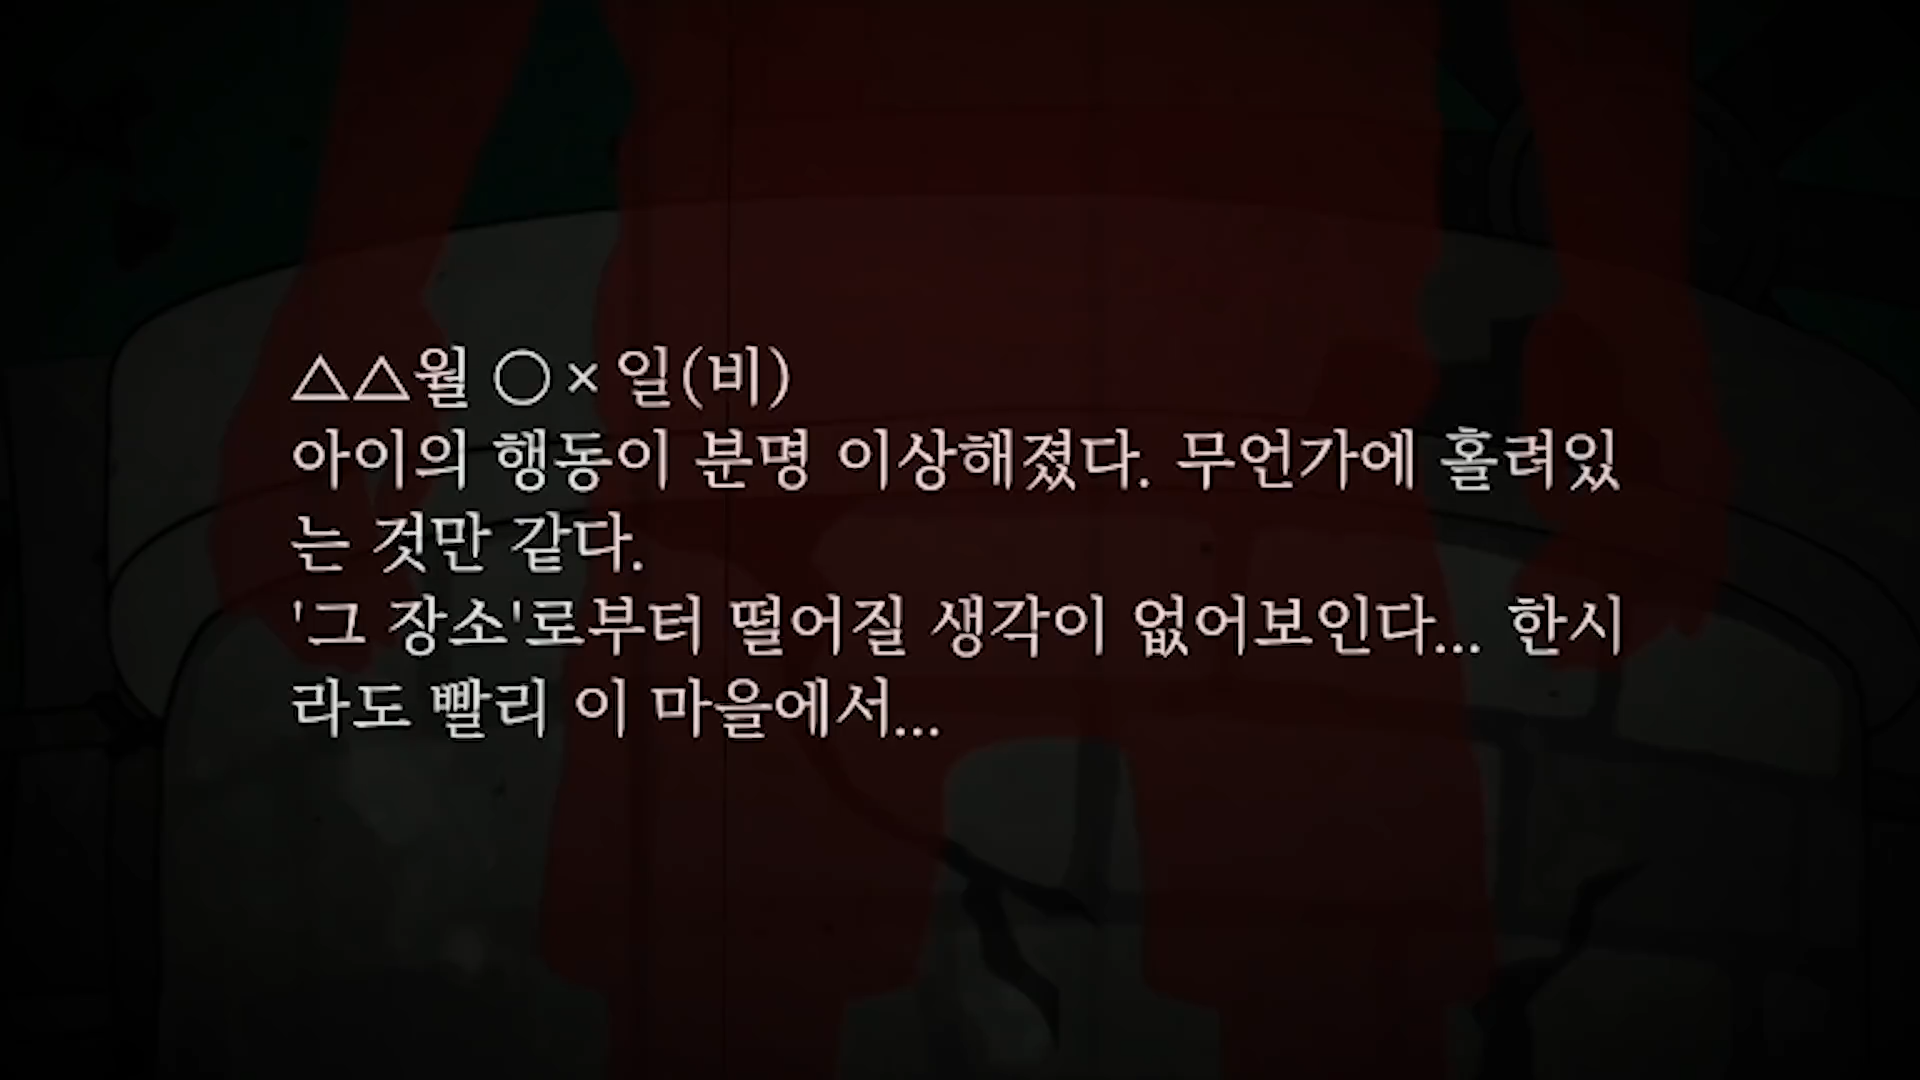 △△월 ○×일(비)
아이의 행동이 분명 이상해졌다. 무언가에 홀려있
는 것만 같다.
'그 장소'로부터 떨어질 생각이 없어보인다... 한시
라도 빨리 이 마을에서...